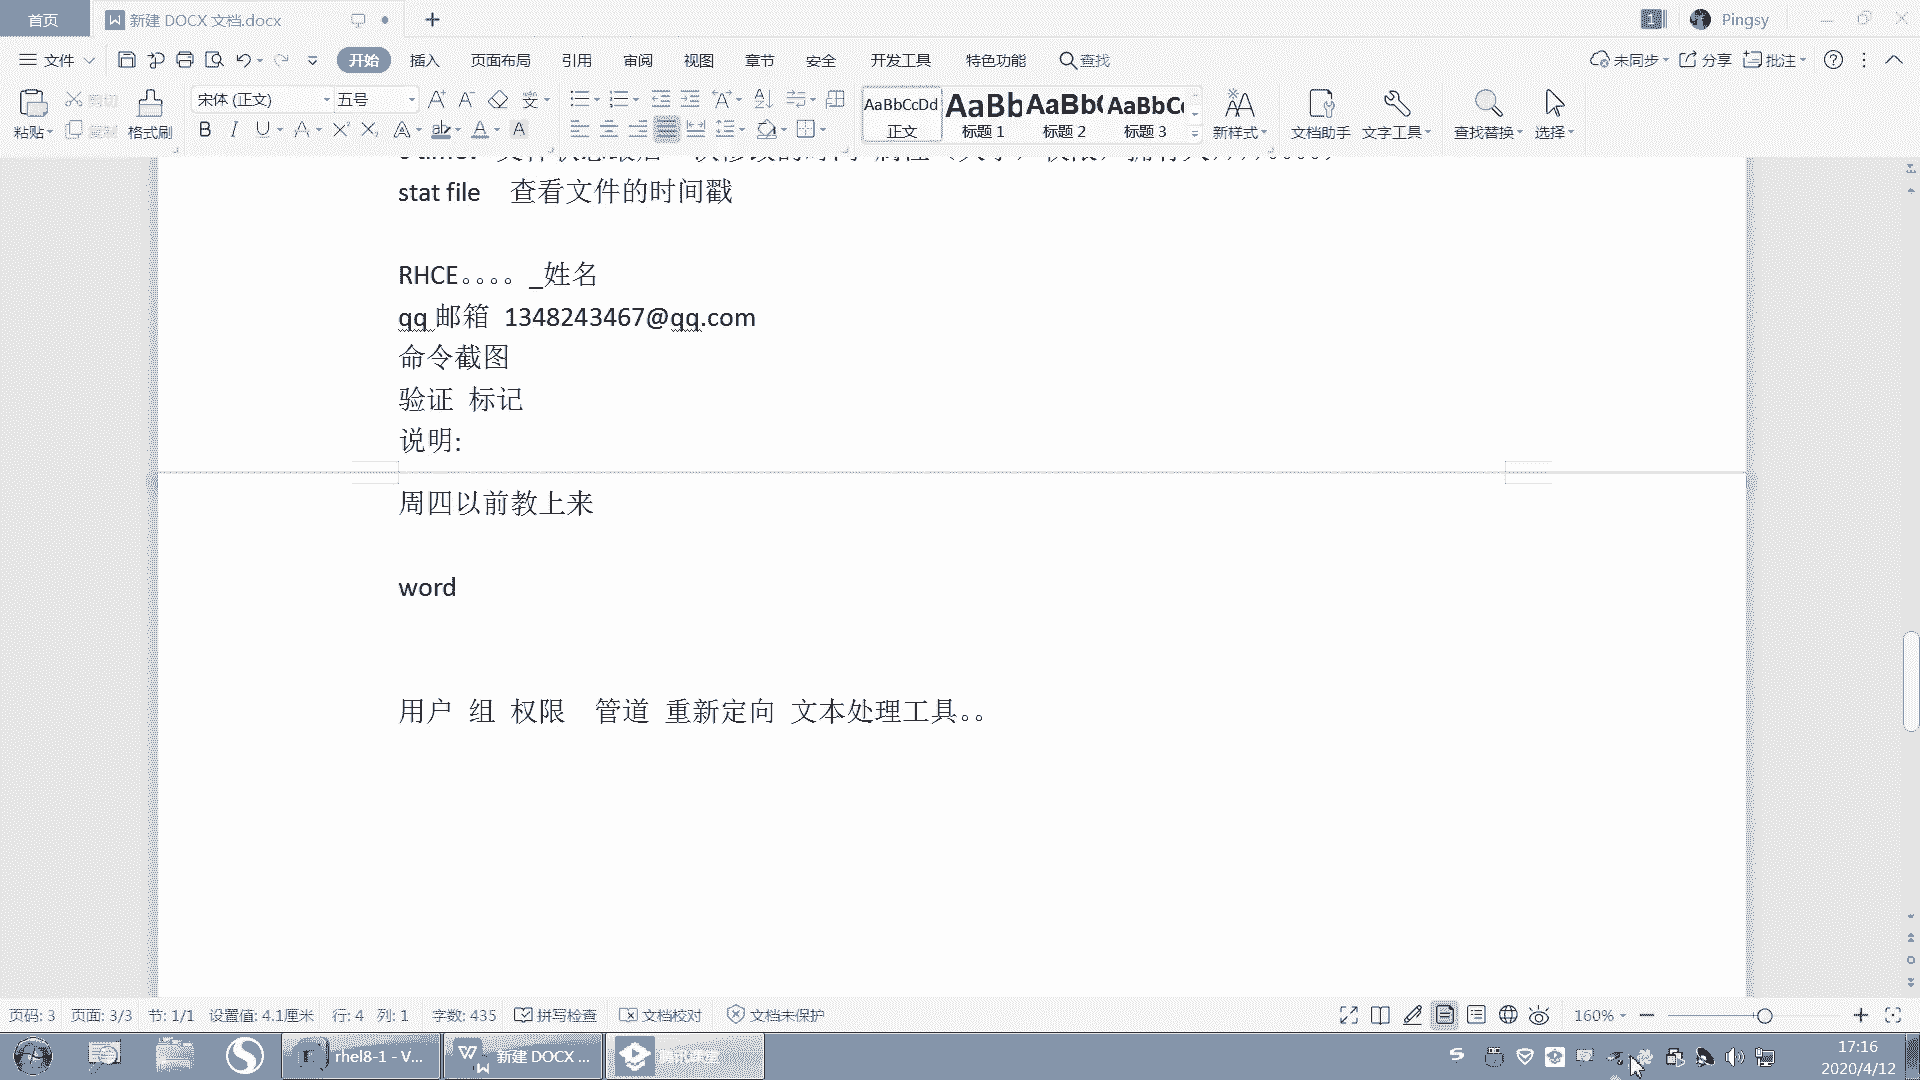 首页 新建 DOCX 文档.docx Pingsy
文件 开始 插入 页面布局 引用 审阅 视图 章节 安全 开发工具 特色功能 查找 未同步 分享 批注
粘贴 剪切 复制 格式刷 宋体 (正文) 五号 AaBbCcDd 正文 AaBb 标题 1 AaBb( 标题 2 AaBbC 标题 3 新样式 文档助手 文字工具 查找替换 选择
stat file 查看文件的时间戳
RHCE。。。。_姓名
qq 邮箱 1348243467@qq.com
命令截图
验证 标记
说明:
周四以前教上来
word
用户 组 权限 管道 重新定向 文本处理工具。。
页码: 3 页面: 3/3 节: 1/1 设置值: 4.1厘米 行: 4 列: 1 字数: 435 拼写检查 文档校对 文档未保护 160%
rhel8-1 - V... 新建 DOCX ... 17:16
2020/4/12